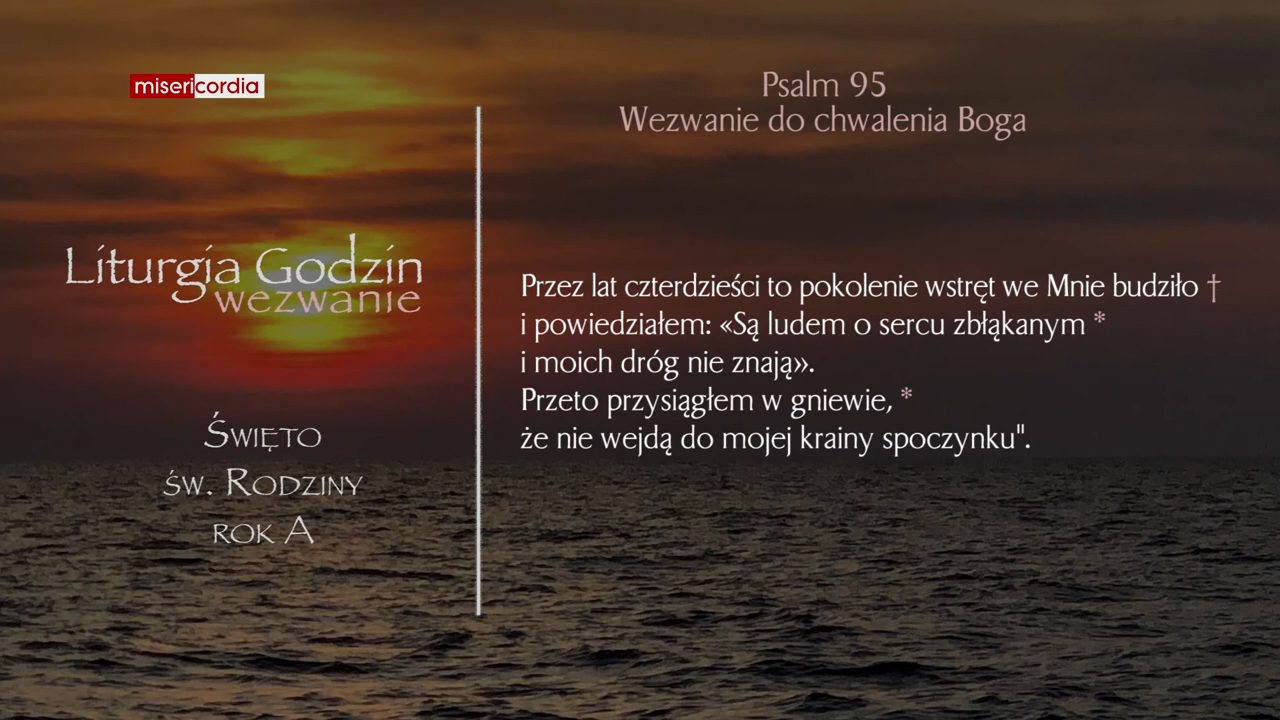 misericordia
Liturgia Godzin
wezwanie
Święto
św. Rodziny
rok A
Psalm 95
Wezwanie do chwalenia Boga
Przez lat czterdzieści to pokolenie wstręt we Mnie budziło †
i powiedziałem: «Są ludem o sercu zbłąkanym *
i moich dróg nie znają».
Przeto przysiągłem w gniewie, *
że nie wejdą do mojej krainy spoczynku".